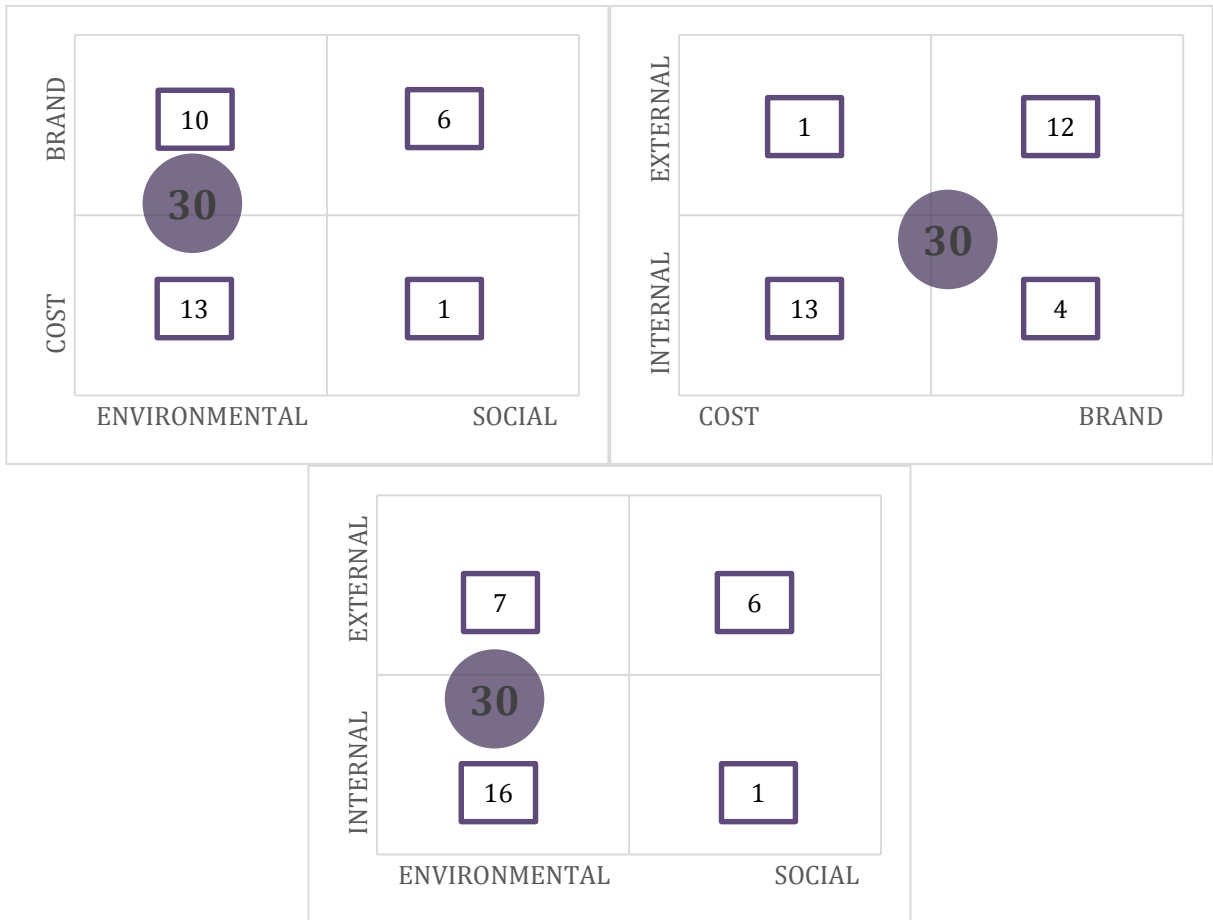 BRAND
10
6
30
COST
13
1
ENVIRONMENTAL
SOCIAL
EXTERNAL
1
12
30
INTERNAL
13
4
COST
BRAND
EXTERNAL
7
6
30
INTERNAL
16
1
ENVIRONMENTAL
SOCIAL